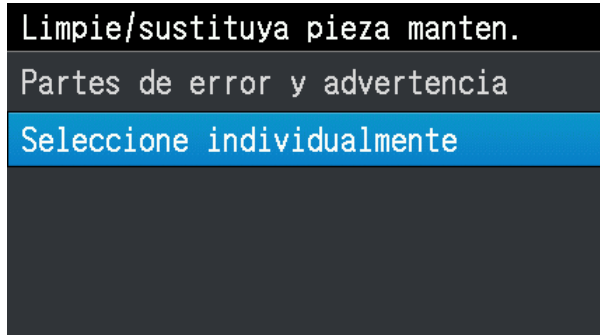 Limpie/sustituya pieza manten.
Partes de error y advertencia
Seleccione individualmente